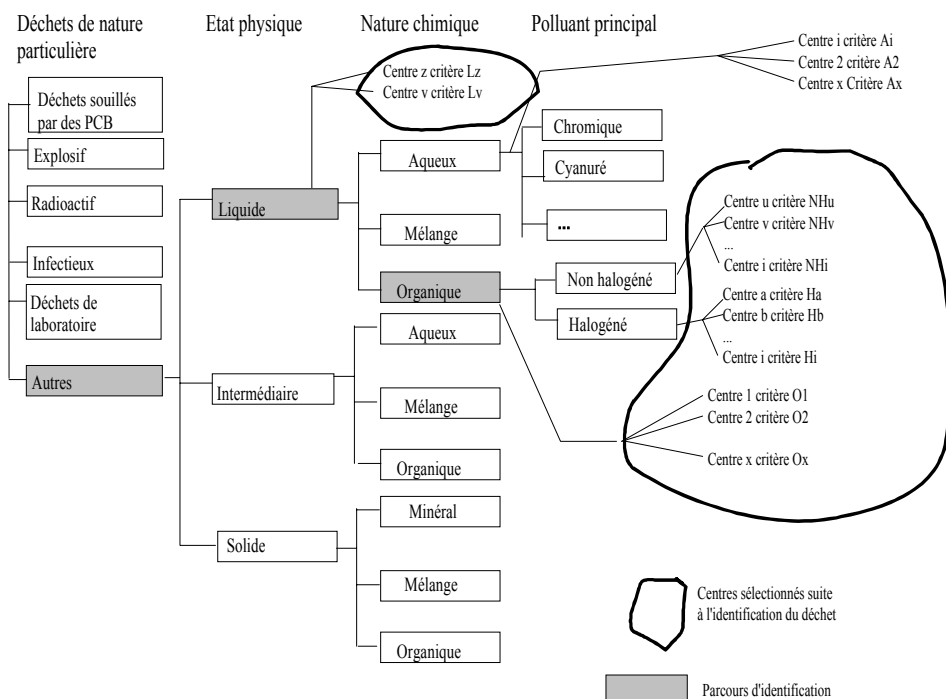 Déchets de nature
particulière
Etat physique
Nature chimique
Polluant principal
Déchets souillés
par des PCB
Explosif
Radioactif
Infectieux
Déchets de
laboratoire
Autres
Liquide
Intermédiaire
Solide
Centre z critère Lz
Centre v critère Lv
Aqueux
Mélange
Organique
Aqueux
Mélange
Organique
Minéral
Mélange
Organique
Chromique
Cyanuré
...
Non halogéné
Halogéné
Centre i critère Ai
Centre 2 critère A2
Centre x Critère Ax
Centre u critère NHu
Centre v critère NHv
...
Centre i critère NHi
Centre a critère Ha
Centre b critère Hb
...
Centre i critère Hi
Centre 1 critère O1
Centre 2 critère O2
Centre x critère Ox
Centres sélectionnés suite
à l'identification du déchet
Parcours d'identification